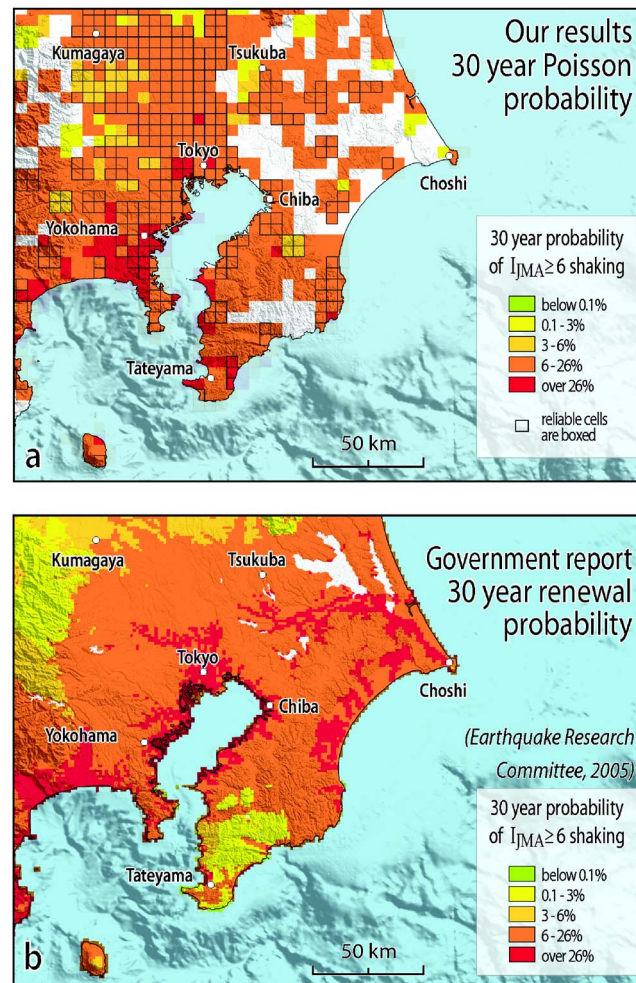 Our results
30 year Poisson
probability
Kumagaya
Tsukuba
Tokyo
Choshi
Chiba
Yokohama
Tateyama
30 year probability
of IJMA≥6 shaking
below 0.1%
0.1 - 3%
3 - 6%
6 - 26%
over 26%
reliable cells
are boxed
50 km
a
Government report
30 year renewal
probability
Kumagaya
Tsukuba
Tokyo
Choshi
Chiba
Yokohama
(Earthquake Research
Committee, 2005)
Tateyama
30 year probability
of IJMA≥6 shaking
below 0.1%
0.1 - 3%
3 - 6%
6 - 26%
over 26%
50 km
b